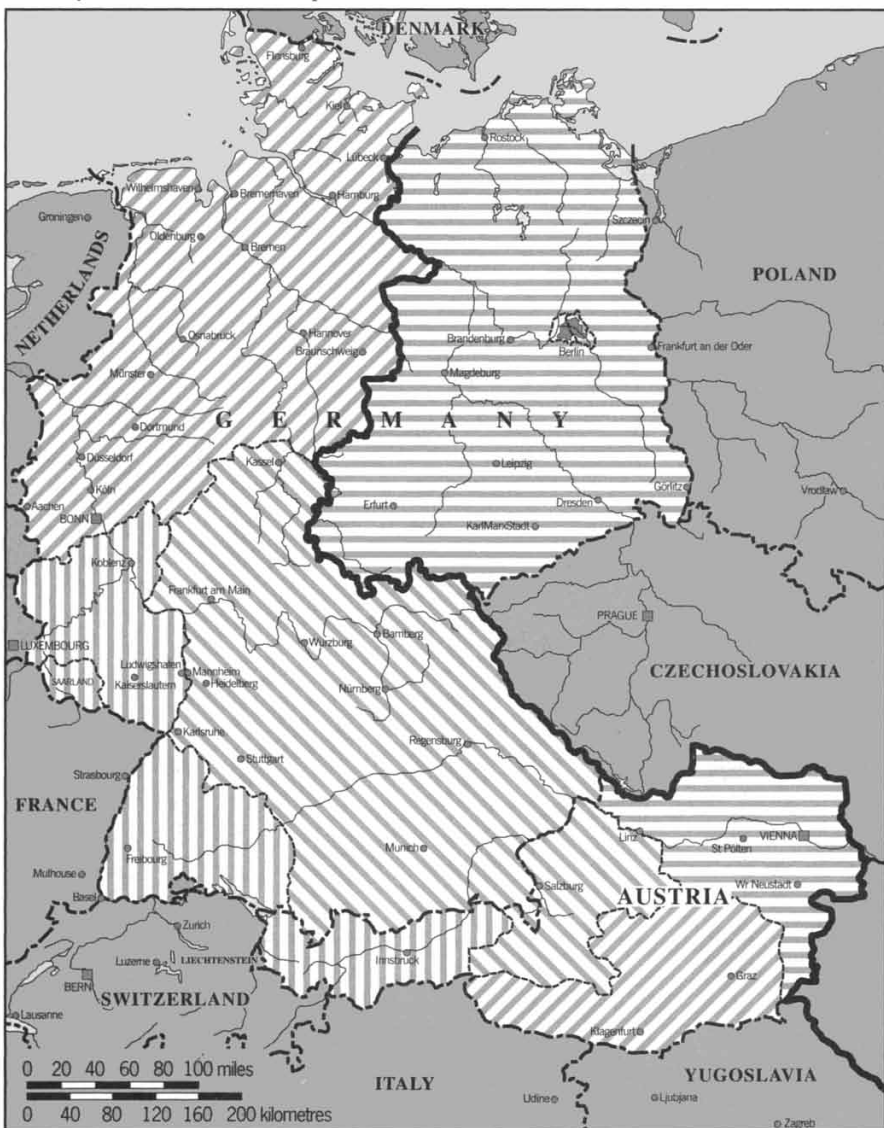 DENMARK
Flensburg
Kiel
Rostock
Lübeck
Wilhelmshaven
Bremerhaven
Hamburg
Groningen
Szczecin
Oldenburg
Bremen
NETHERLANDS
POLAND
Osnabruck
Hannover
Brandenburg
Berlin
Frankfurt an der Oder
Braunschweig
Münster
Magdeburg
GERMANY
Dortmund
Düsseldorf
Kassel
Leipzig
Köln
Görlitz
Vrodław
Aachen
Erfurt
Dresden
BONN
KarlMarxStadt
Koblenz
Frankfurt am Main
PRAGUE
LUXEMBOURG
Würzburg
Bamberg
Ludwigshafen
Mannheim
CZECHOSLOVAKIA
SAARLAND
Kaiserslautern
Heidelberg
Nürnberg
Karlsruhe
Regensburg
Stuttgart
Strasbourg
FRANCE
Linz
St Pölten
VIENNA
Freibourg
Munich
Mulhouse
Salzburg
Wr Neustadt
Basel
AUSTRIA
Zurich
Luzerne
LIECHTENSTEIN
Innsbruck
BERN
Graz
SWITZERLAND
Lausanne
Klagenfurt
0 20 40 60 80 100 miles
0 40 80 120 160 200 kilometres
ITALY
YUGOSLAVIA
Udine
Ljubjana
Zagreb